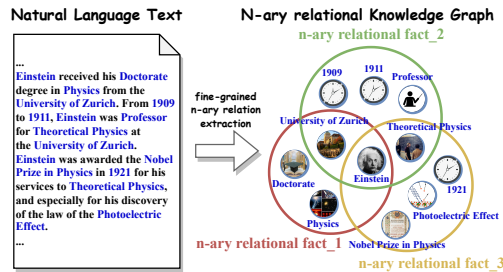 Natural Language Text
...
Einstein received his Doctorate
degree in Physics from the
University of Zurich. From 1909
to 1911, Einstein was Professor
for Theoretical Physics at
the University of Zurich.
Einstein was awarded the Nobel
Prize in Physics in 1921 for his
services to Theoretical Physics,
and especially for his discovery
of the law of the Photoelectric
Effect.
...
fine-grained
n-ary relation
extraction
N-ary relational Knowledge Graph
n-ary relational fact_2
1909
1911
Professor
University of Zurich
Theoretical Physics
Doctorate
Einstein
1921
Physics
Photoelectric Effect
n-ary relational fact_1
Nobel Prize in Physics
n-ary relational fact_3